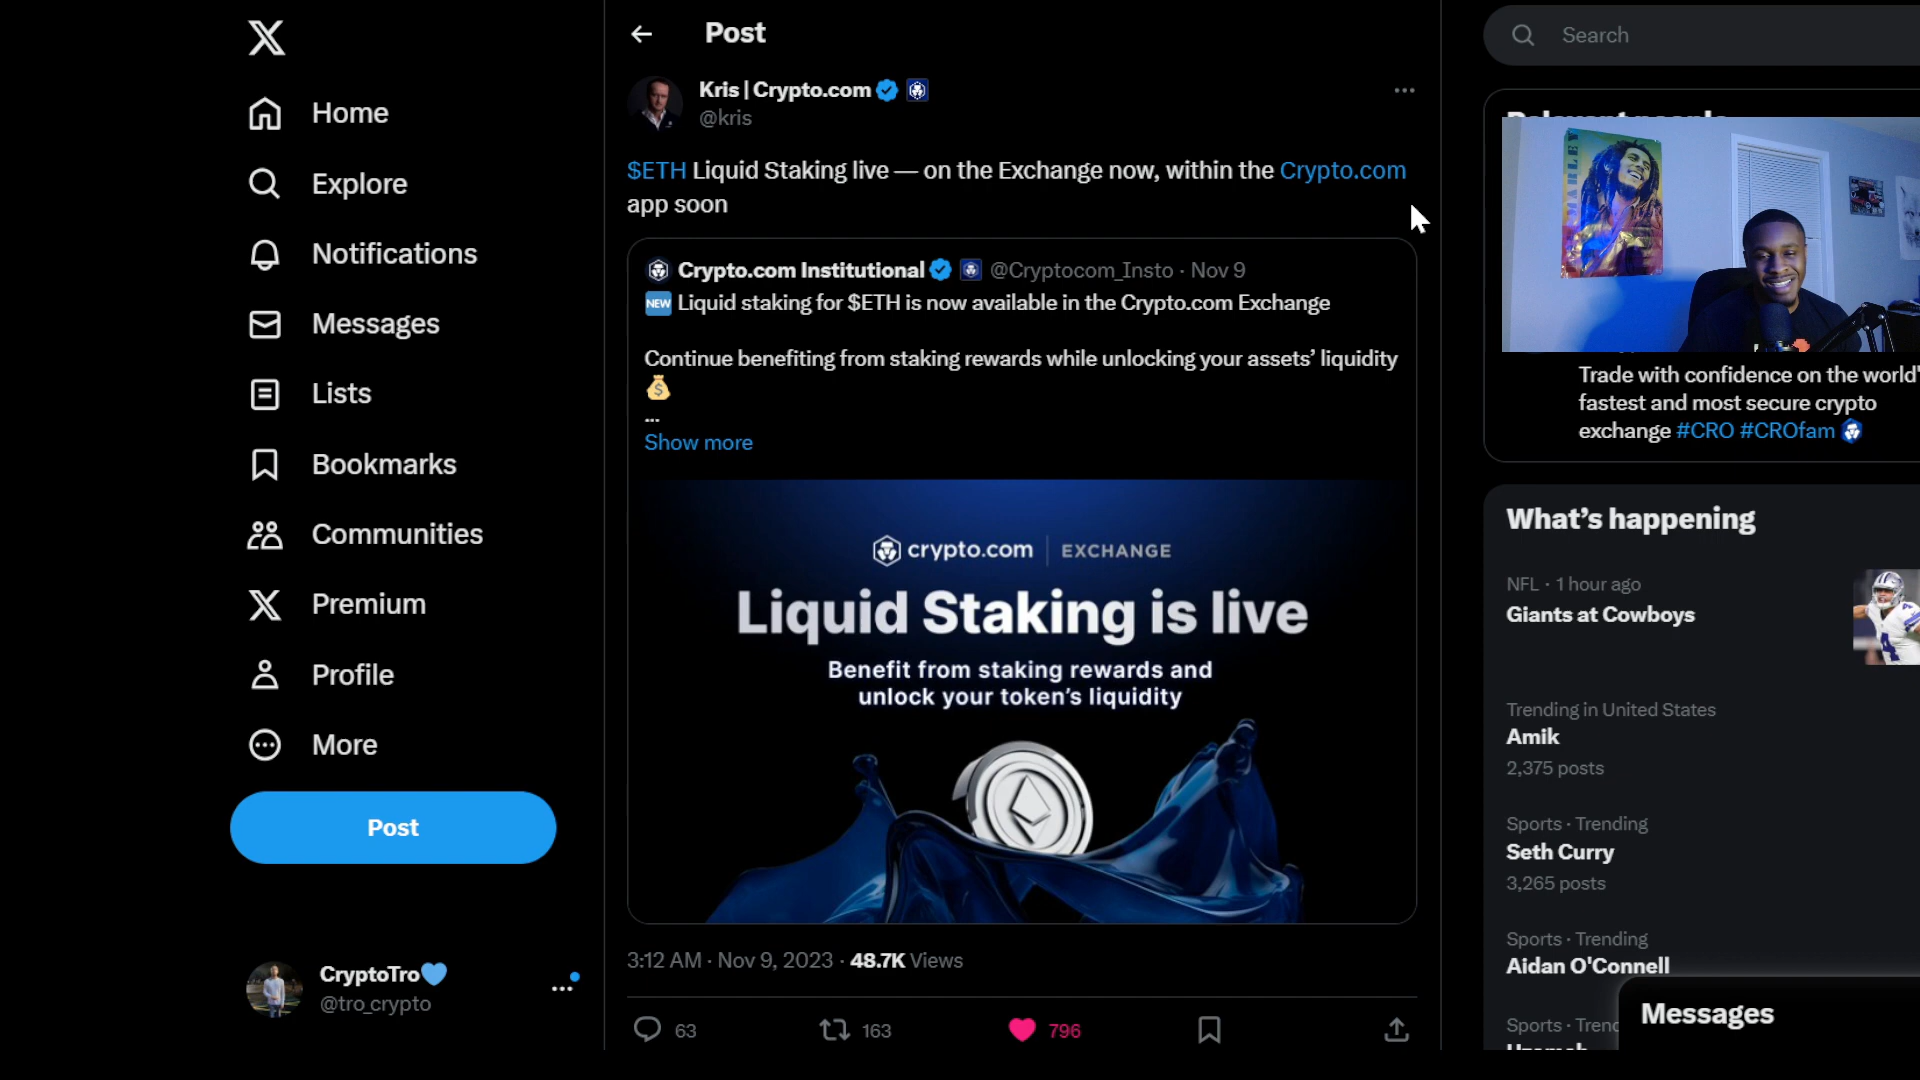 Home
Explore
Notifications
Messages
Lists
Bookmarks
Communities
Premium
Profile
More
Post
CryptoTro💙
@tro_crypto
Post
Kris | Crypto.com
@kris
$ETH Liquid Staking live — on the Exchange now, within the Crypto.com
app soon
Crypto.com Institutional @Cryptocom_Insto · Nov 9
🆕 Liquid staking for $ETH is now available in the Crypto.com Exchange
Continue benefiting from staking rewards while unlocking your assets’ liquidity
💰
...
Show more
crypto.com | EXCHANGE
Liquid Staking is live
Benefit from staking rewards and
unlock your token’s liquidity
3:12 AM · Nov 9, 2023 · 48.7K Views
63 163 796
Search
MARLEY
Trade with confidence on the world'
fastest and most secure crypto
exchange #CRO #CROfam
What’s happening
NFL · 1 hour ago
Giants at Cowboys
Trending in United States
Amik
2,375 posts
Sports · Trending
Seth Curry
3,265 posts
Sports · Trending
Aidan O'Connell
Sports · Trend
Messages